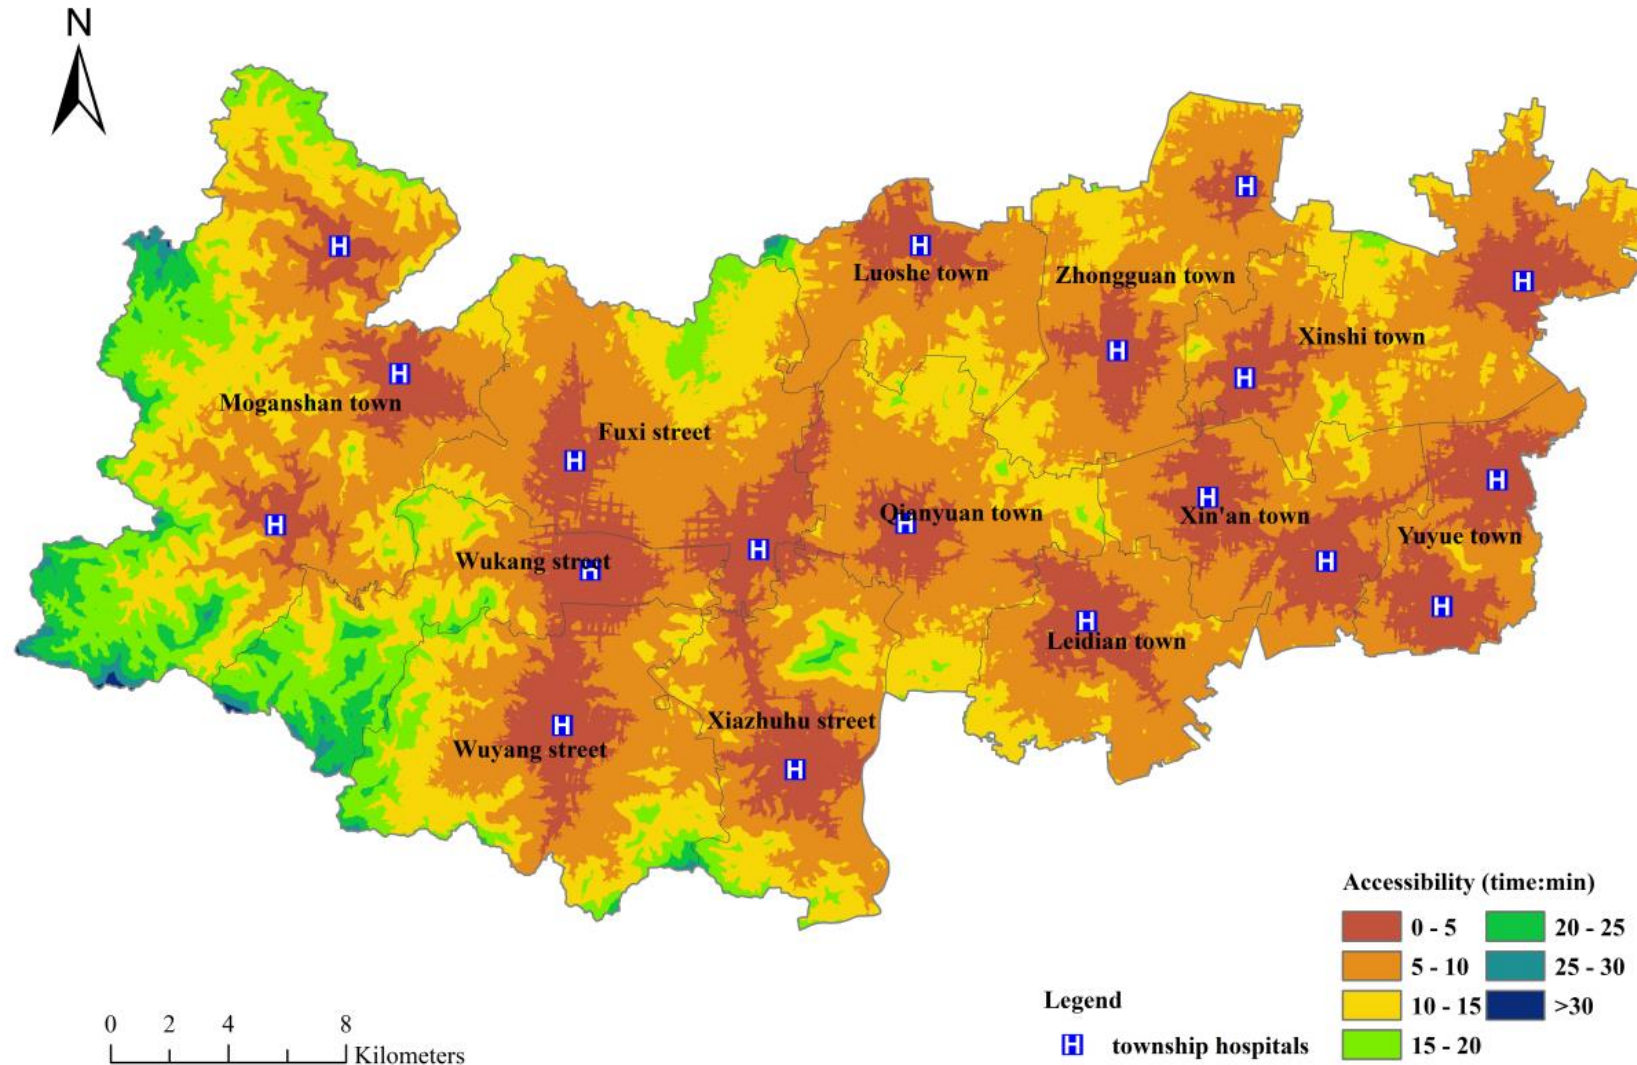 N
H
H
Luoshe town
H
Zhongguan town
H
H
Xinshi town
H
H
Moganshan town
H
Fuxi street
H
H
H
Qianyuan town
H
Xin'an town
H
Yuyue town
H
H
Wukang street
H
H
H
H
Leidian town
Xiazhuhu street
H
Wuyang street
H
Accessibility (time:min)
0 - 5
20 - 25
5 - 10
25 - 30
10 - 15
>30
15 - 20
Legend
H township hospitals
0 2 4 8
Kilometers